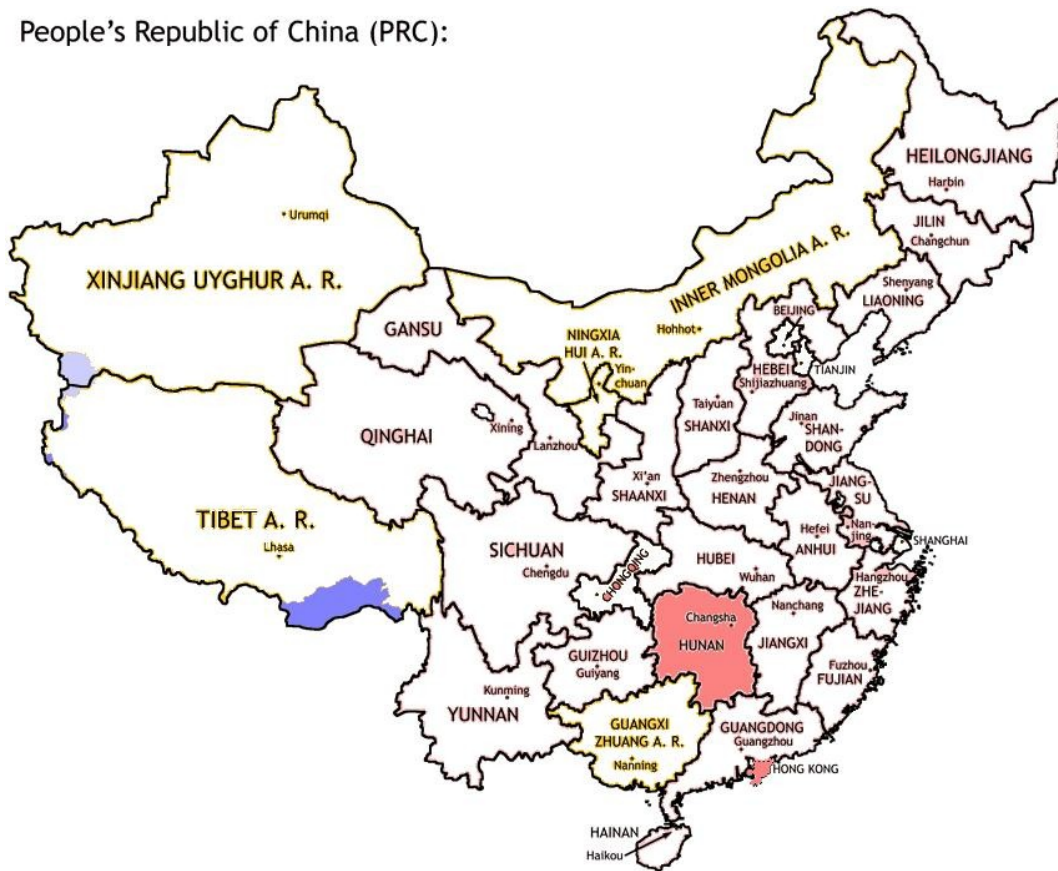 People's Republic of China (PRC):
HEILONGJIANG
Harbin
JILIN
Changchun
Urumqi
XINJIANG UYGHUR A. R.
INNER MONGOLIA A. R.
Shenyang
LIAONING
BEIJING
GANSU
Hohhot
NINGXIA
HUI A. R.
Yin-
chuan
HEBEI
Shijiazhuang
TIANJIN
Taiyuan
SHANXI
Jinan
SHAN-
DONG
QINGHAI
Xining
Lanzhou
Xi'an
SHAANXI
Zhengzhou
HENAN
JIANG-
SU
Nan-
jing
Hefei
ANHUI
SHANGHAI
TIBET A. R.
Lhasa
SICHUAN
Chengdu
CHONGQING
HUBEI
Wuhan
Hangzhou
ZHE-
JIANG
Changsha
HUNAN
Nanchang
JIANGXI
GUIZHOU
Guiyang
Fuzhou
FUJIAN
Kunming
YUNNAN
GUANGXI
ZHUANG A. R.
Nanning
GUANGDONG
Guangzhou
HONG KONG
HAINAN
Haikou